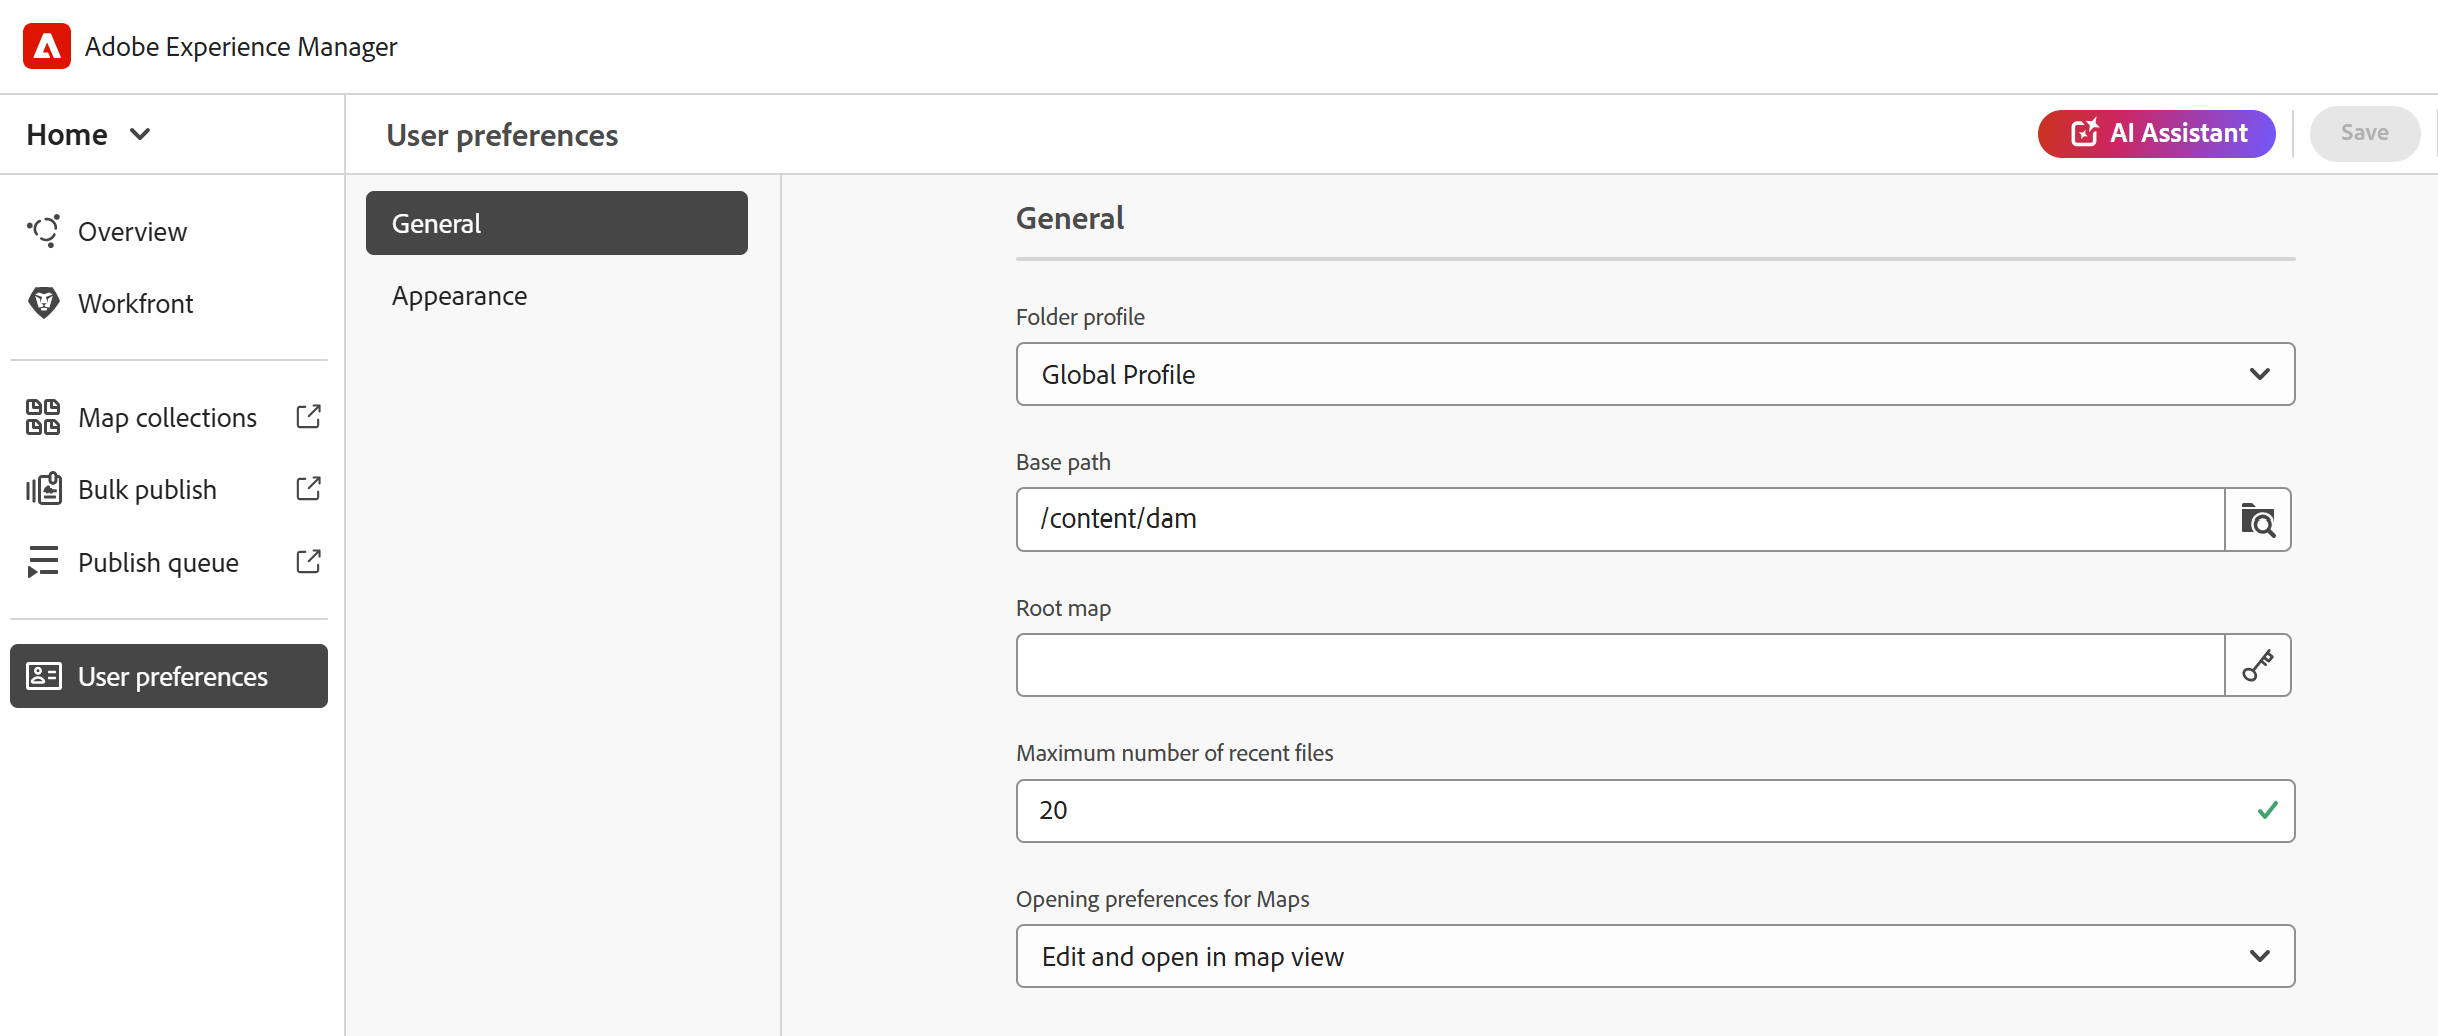 Adobe Experience Manager
Home
User preferences
AI Assistant
Save
Overview
Workfront
Map collections
Bulk publish
Publish queue
User preferences
General
Appearance
General
Folder profile
Global Profile
Base path
/content/dam
Root map
Maximum number of recent files
20
Opening preferences for Maps
Edit and open in map view